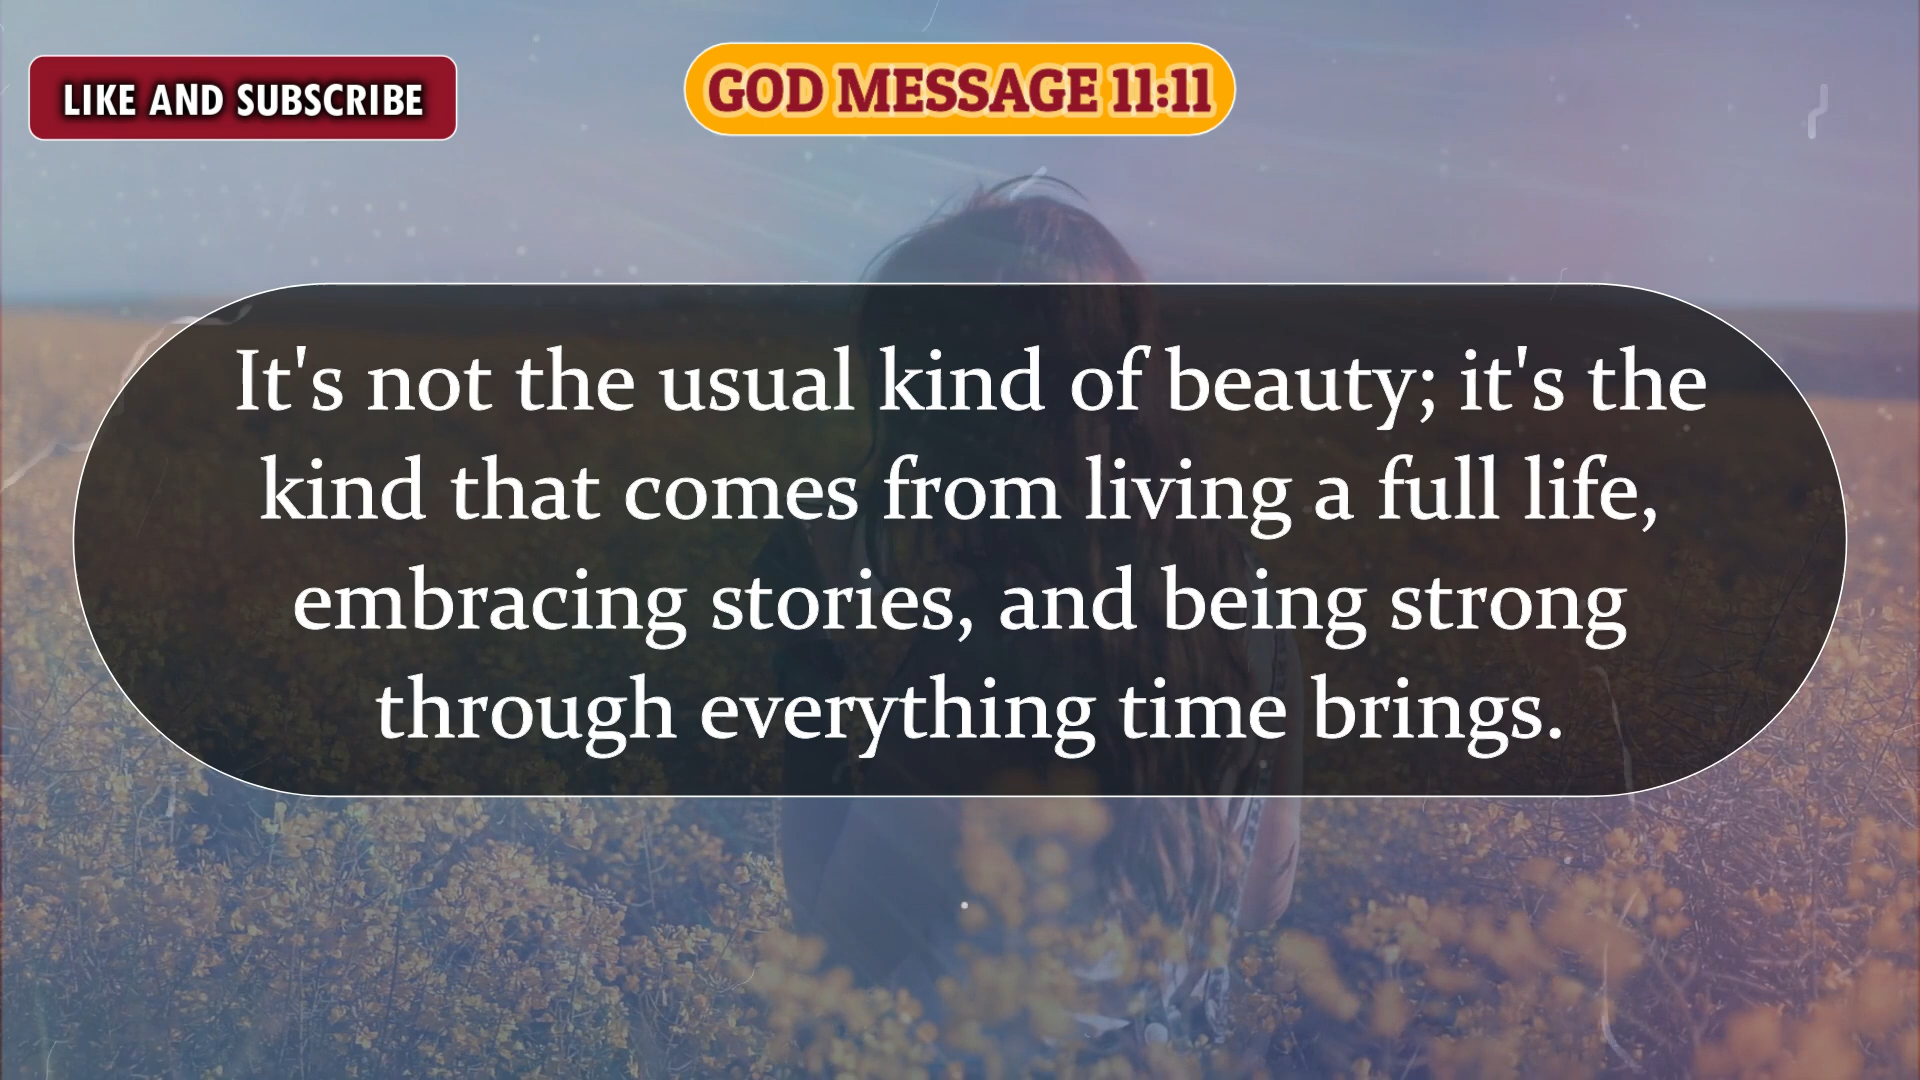 LIKE AND SUBSCRIBE
GOD MESSAGE 11:11
It's not the usual kind of beauty; it's the
kind that comes from living a full life,
embracing stories, and being strong
through everything time brings.